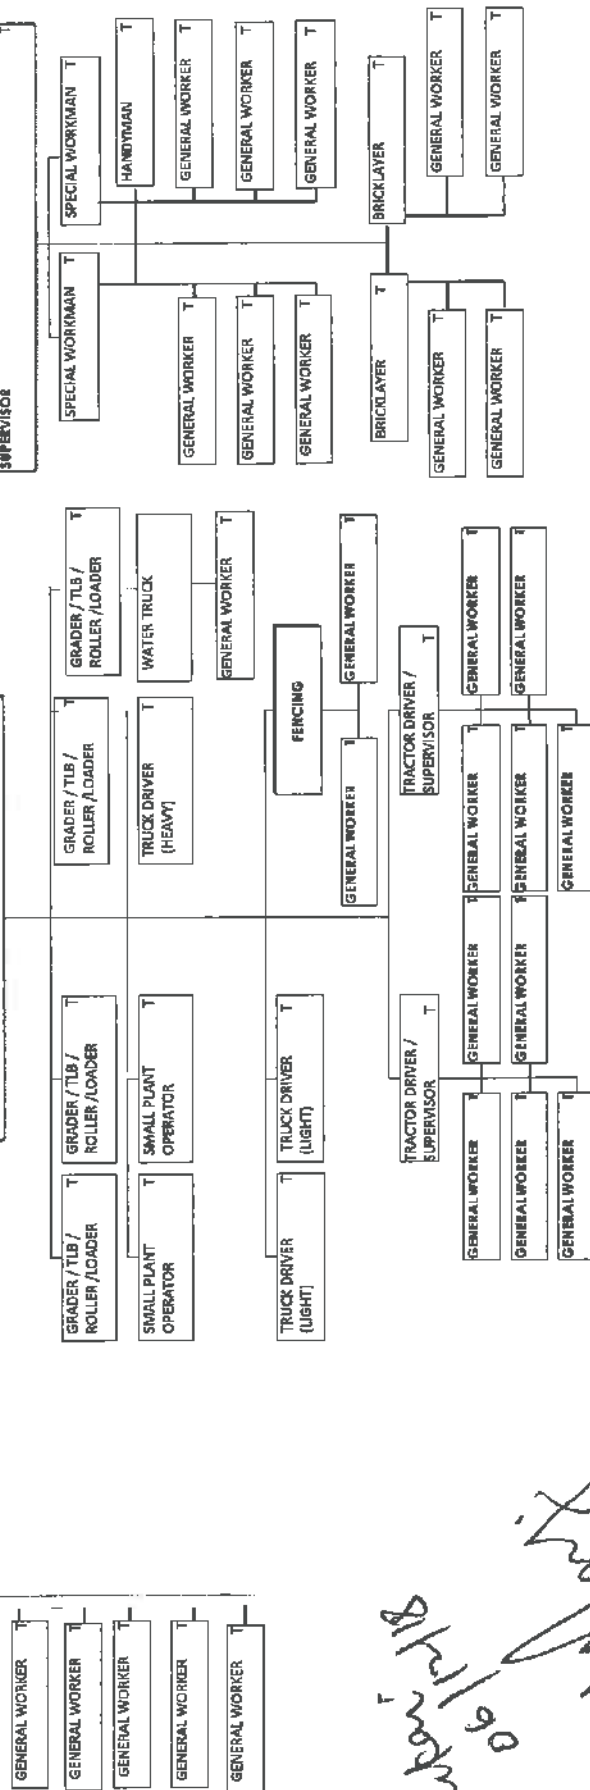 GENERAL WORKER T
GENERAL WORKER T
GENERAL WORKER T
GENERAL WORKER T
GENERAL WORKER T
GRADER / TLB / T
ROLLER /LOADER
GRADER / TLB / T
ROLLER /LOADER
GRADER / TLB / T
ROLLER /LOADER
GRADER / TLB / T
ROLLER /LOADER
SMALL PLANT T
OPERATOR
SMALL PLANT T
OPERATOR
TRUCK DRIVER T
(HEAVY)
WATER TRUCK
GENERAL WORKER T
TRUCK DRIVER T
(LIGHT)
TRUCK DRIVER T
(LIGHT)
FENCING
GENERAL WORKER T
GENERAL WORKER T
TRACTOR DRIVER /
SUPERVISOR T
TRACTOR DRIVER /
SUPERVISOR T
GENERAL WORKER T
GENERAL WORKER T
GENERAL WORKER T
GENERAL WORKER T
GENERAL WORKER T
GENERAL WORKER T
GENERAL WORKER T
GENERAL WORKER T
GENERAL WORKER T
GENERAL WORKER T
SUPERVISOR T
SPECIAL WORKMAN T
SPECIAL WORKMAN T
HANDYMAN T
GENERAL WORKER T
GENERAL WORKER T
GENERAL WORKER T
GENERAL WORKER T
GENERAL WORKER T
GENERAL WORKER T
BRICKLAYER T
BRICKLAYER T
GENERAL WORKER T
GENERAL WORKER T
GENERAL WORKER T
GENERAL WORKER T
06/12/18